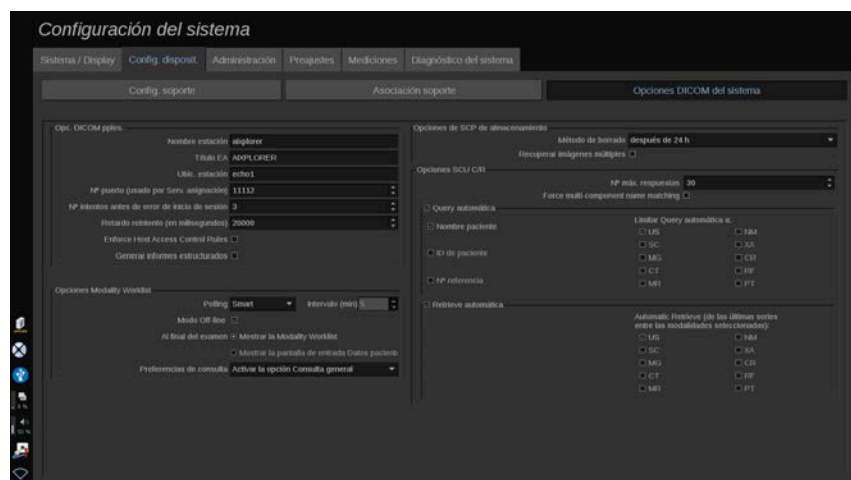 Configuración del sistema
Sistema / Display Config. disposit. Administración Preajustes Mediciones Diagnóstico del sistema
Config. soporte Asociación soporte Opciones DICOM del sistema
Opc. DICOM pples.
Nombre estación aixplorer
Título EA AIXPLORER
Ubic. estación echo1
Nº puerto (usado por Serv. asignación) 11112
Nº intentos antes de error de inicio de sesión 3
Retardo reintento (en milisegundos) 20000
Enforce Host Access Control Rules
Generar informes estructurados
Opciones Modality Worklist
Polling Smart Intervalo (min) 5
Modo Off-line
Al final del examen Mostrar la Modality Worklist
Mostrar la pantalla de entrada Datos pacient
Preferencias de consulta Activar la opción Consulta general
Opciones de SCP de almacenamiento
Método de borrado después de 24 h
Recuperar imágenes múltiples
Opciones SCU C/R
Nº máx. respuestas 30
Force multi-component name matching
Query automática
Limitar Query automática a:
Nombre paciente
ID de paciente
Nº referencia
US NM
SC XA
MG CR
CT RF
MR PT
Retrieve automática
Automatic Retrieve (de las últimas series
entre las modalidades seleccionadas):
US NM
SC XA
MG CR
CT RF
MR PT